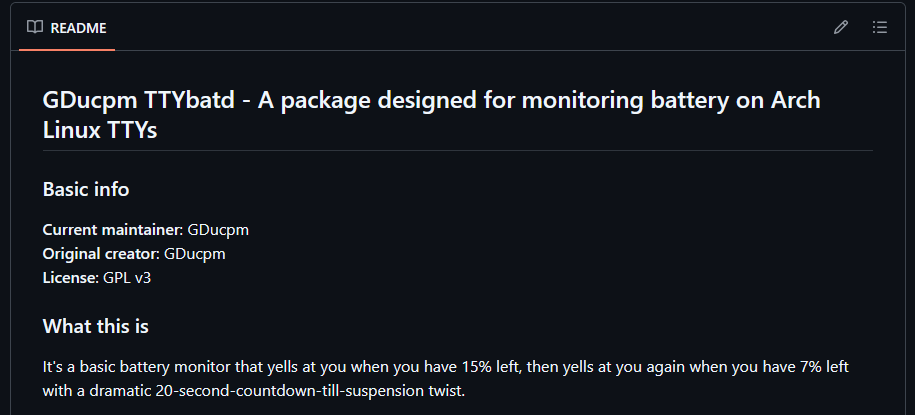 README
GDucpm TTYbatd - A package designed for monitoring battery on Arch
Linux TTYs
Basic info
Current maintainer: GDucpm
Original creator: GDucpm
License: GPL v3
What this is
It's a basic battery monitor that yells at you when you have 15% left, then yells at you again when you have 7% left
with a dramatic 20-second-countdown-till-suspension twist.